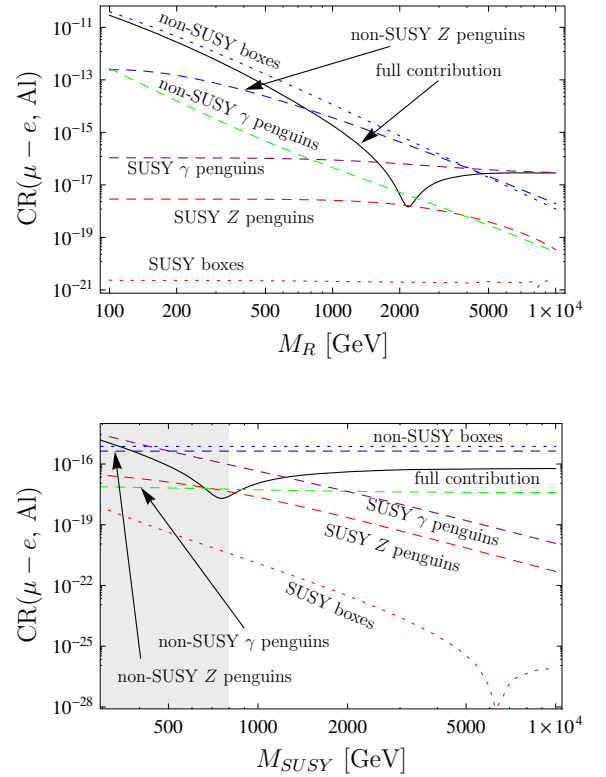 10⁻¹¹
10⁻¹³
10⁻¹⁵
10⁻¹⁷
10⁻¹⁹
10⁻²¹
CR(μ − e, Al)
non-SUSY boxes
non-SUSY Z penguins
full contribution
non-SUSY γ penguins
SUSY γ penguins
SUSY Z penguins
SUSY boxes
100 200 500 1000 2000 5000 1×10⁴
M_R [GeV]
10⁻¹⁶
10⁻¹⁹
10⁻²²
10⁻²⁵
10⁻²⁸
CR(μ − e, Al)
non-SUSY boxes
full contribution
SUSY γ penguins
SUSY Z penguins
SUSY boxes
non-SUSY γ penguins
non-SUSY Z penguins
500 1000 2000 5000 1×10⁴
M_SUSY [GeV]